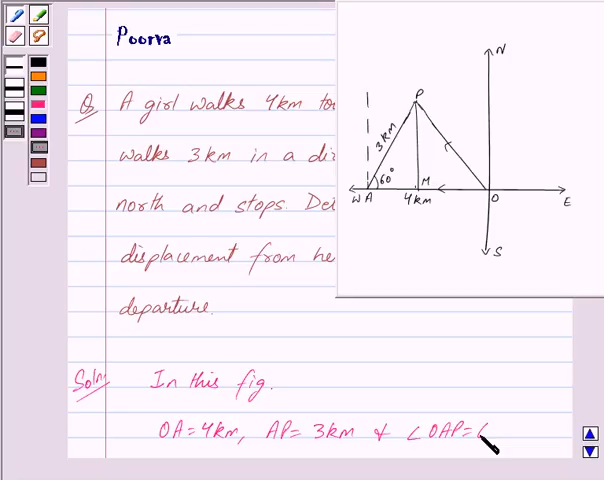 Poorva
Q A girl walks 4km to
walks 3km in a di
north and stops. De
displacement from he
departure.
N
P
3km
60°
W A 4km M O E
S
Soln In this fig.
OA = 4km, AP = 3km & ∠OAP = 6